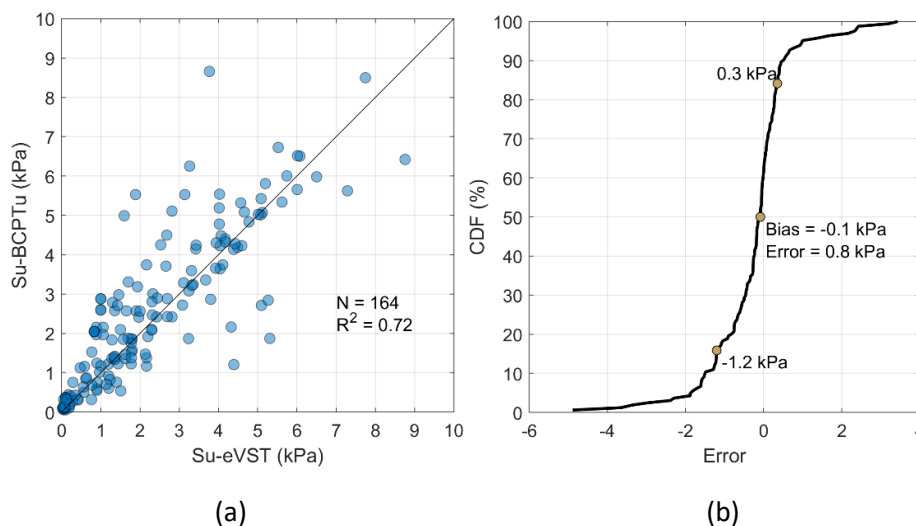 10
9
8
7
6
5
4
3
2
1
0
Su-BCPTu (kPa)
N = 164
R² = 0.72
0 1 2 3 4 5 6 7 8 9 10
Su-eVST (kPa)
(a)
100
90
80
70
60
50
40
30
20
10
0
CDF (%)
0.3 kPa
Bias = -0.1 kPa
Error = 0.8 kPa
-1.2 kPa
-6 -4 -2 0 2 4
Error
(b)